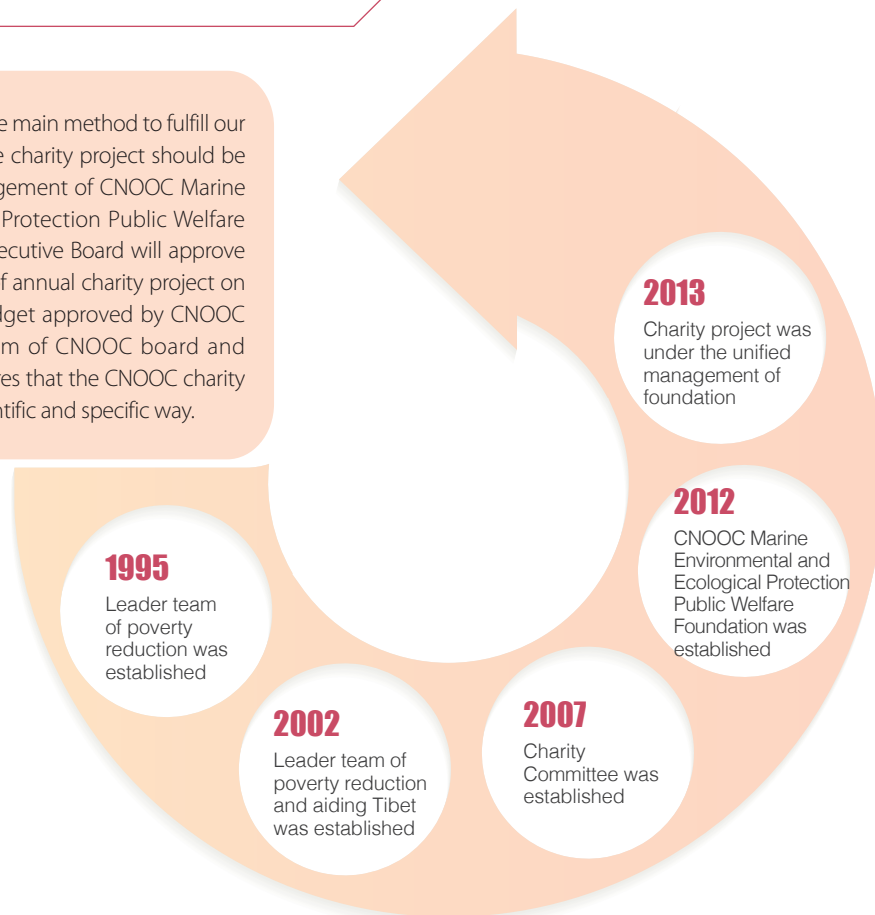 e main method to fulfill our
e charity project should be
gement of CNOOC Marine
Protection Public Welfare
ecutive Board will approve
f annual charity project on
dget approved by CNOOC
m of CNOOC board and
es that the CNOOC charity
ntific and specific way.
1995
Leader team
of poverty
reduction was
established
2002
Leader team of
poverty reduction
and aiding Tibet
was established
2007
Charity
Committee was
established
2012
CNOOC Marine
Environmental and
Ecological Protection
Public Welfare
Foundation was
established
2013
Charity project was
under the unified
management of
foundation